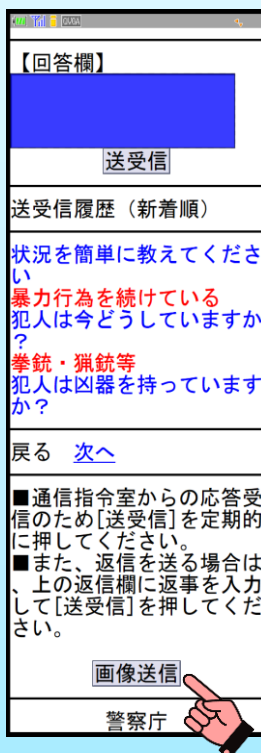 【回答欄】
送受信
送受信履歴（新着順）
状況を簡単に教えてくださ
い
暴力行為を続けている
犯人は今どうしていますか
？
拳銃・猟銃等
犯人は凶器を持っています
か？
戻る　次へ
■通信指令室からの応答受
信のため[送受信]を定期的
に押してください。
■また、返信を送る場合は
、上の返信欄に返事を入力
して[送受信]を押してくだ
さい。
画像送信
警察庁